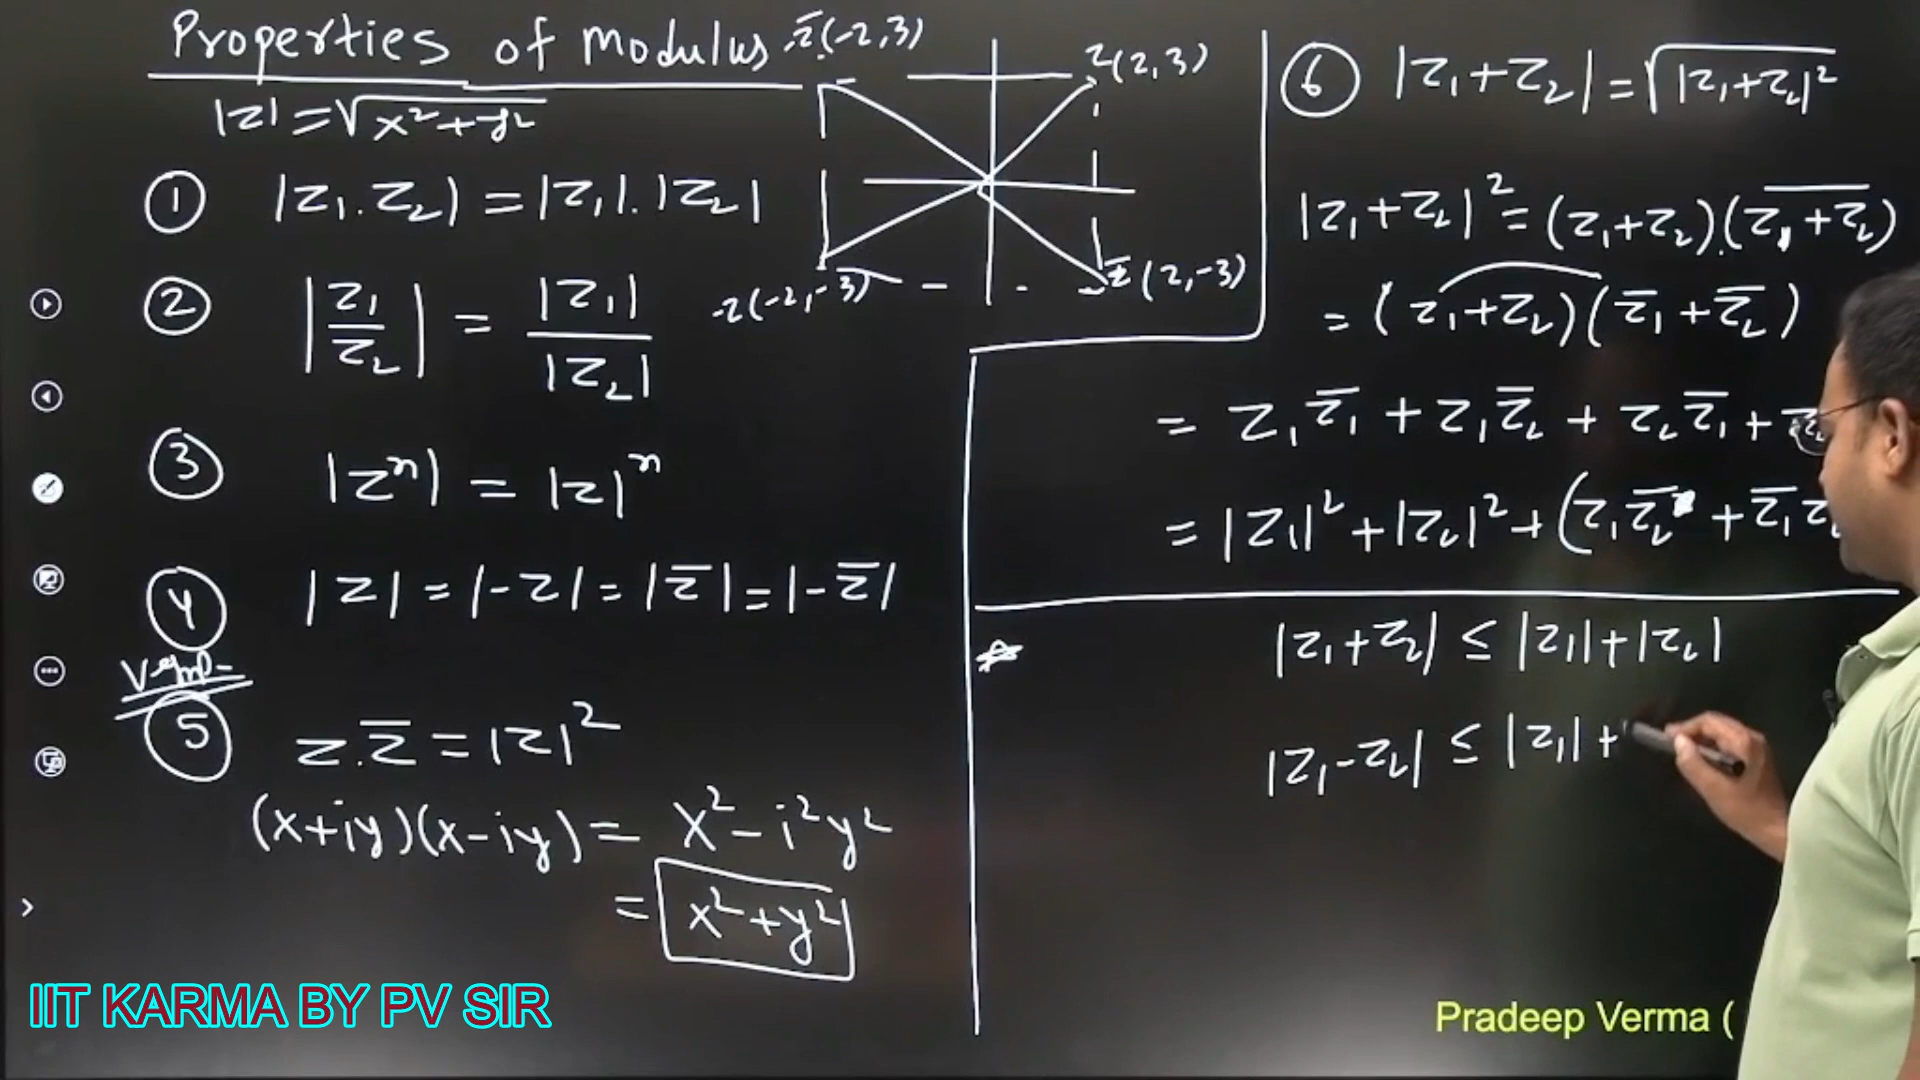 Properties of modulus
|z| = √x²+y²
-z̄(-2,3)
z(2,3)
-z(-2,-3)
z̄(2,-3)
① |z₁.z₂| = |z₁|.|z₂|
② |z₁/z₂| = |z₁|/|z₂|
③ |zⁿ| = |z|ⁿ
④ |z| = |-z| = |z̄| = |-z̄|
V.imp-
⑤ z.z̄ = |z|²
(x+iy)(x-iy) = x²-i²y²
= x²+y²
⑥ |z₁+z₂| = √|z₁+z₂|²
|z₁+z₂|² = (z₁+z₂).(z̅₁̅+̅z̅₂̅)
= (z₁+z₂)(z̄₁+z̄₂)
= z₁z̄₁ + z₁z̄₂ + z₂z̄₁ +
= |z₁|²+|z₂|²+(z₁z̄₂ + z̄₁z₂
|z₁+z₂| ≤ |z₁|+|z₂|
|z₁-z₂| ≤ |z₁|+
IIT KARMA BY PV SIR
Pradeep Verma (